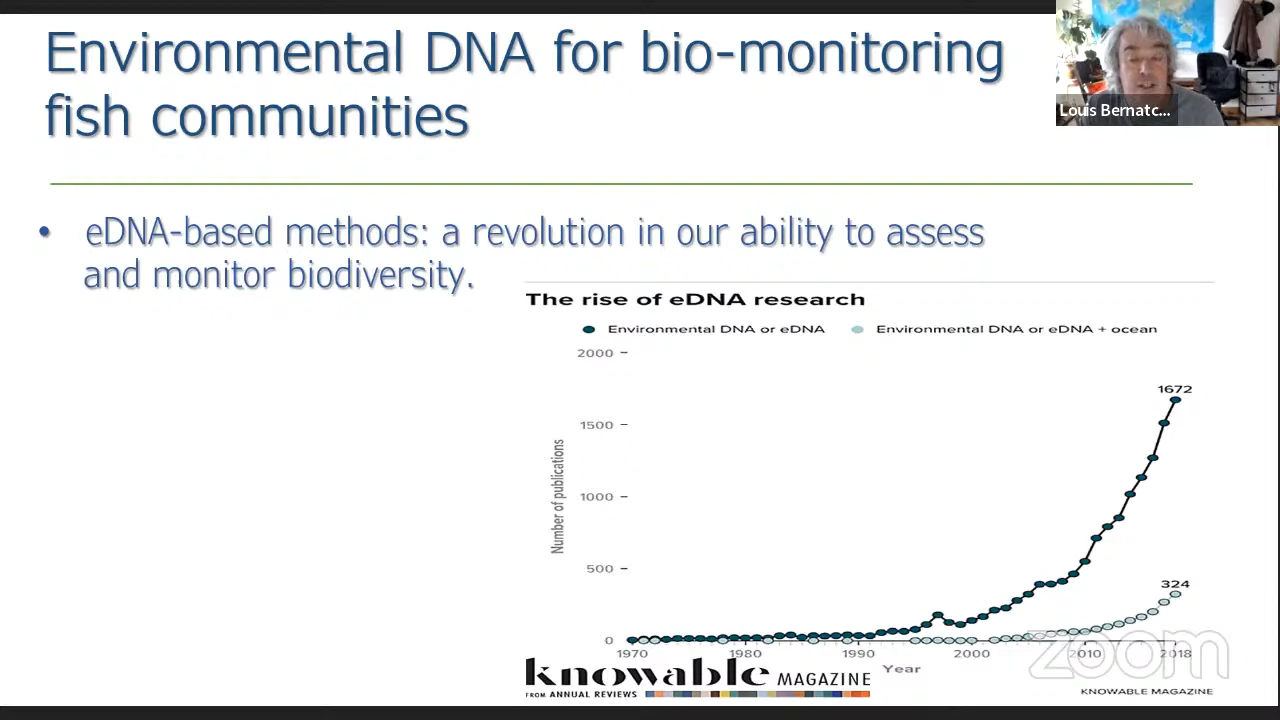 Environmental DNA for bio-monitoring
fish communities
Louis Bernatc...
• eDNA-based methods: a revolution in our ability to assess
and monitor biodiversity.
The rise of eDNA research
Environmental DNA or eDNA
Environmental DNA or eDNA + ocean
2000
1500
1000
500
0
Number of publications
1672
324
1970
1980
1990
2000
2010
2018
Year
zoom
knowable MAGAZINE
FROM ANNUAL REVIEWS
KNOWABLE MAGAZINE